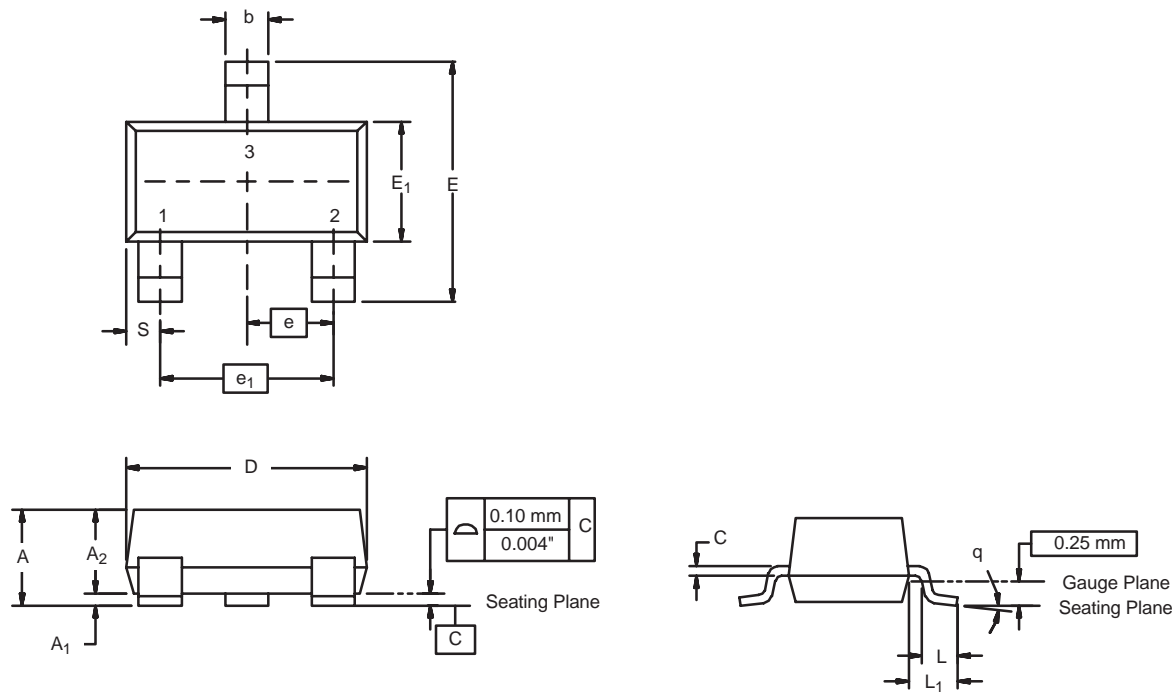 b
3
E1
E
1
2
S
e
e1
D
A
A2
0.10 mm
0.004"
C
Seating Plane
A1
C
C
q
0.25 mm
Gauge Plane
Seating Plane
L
L1